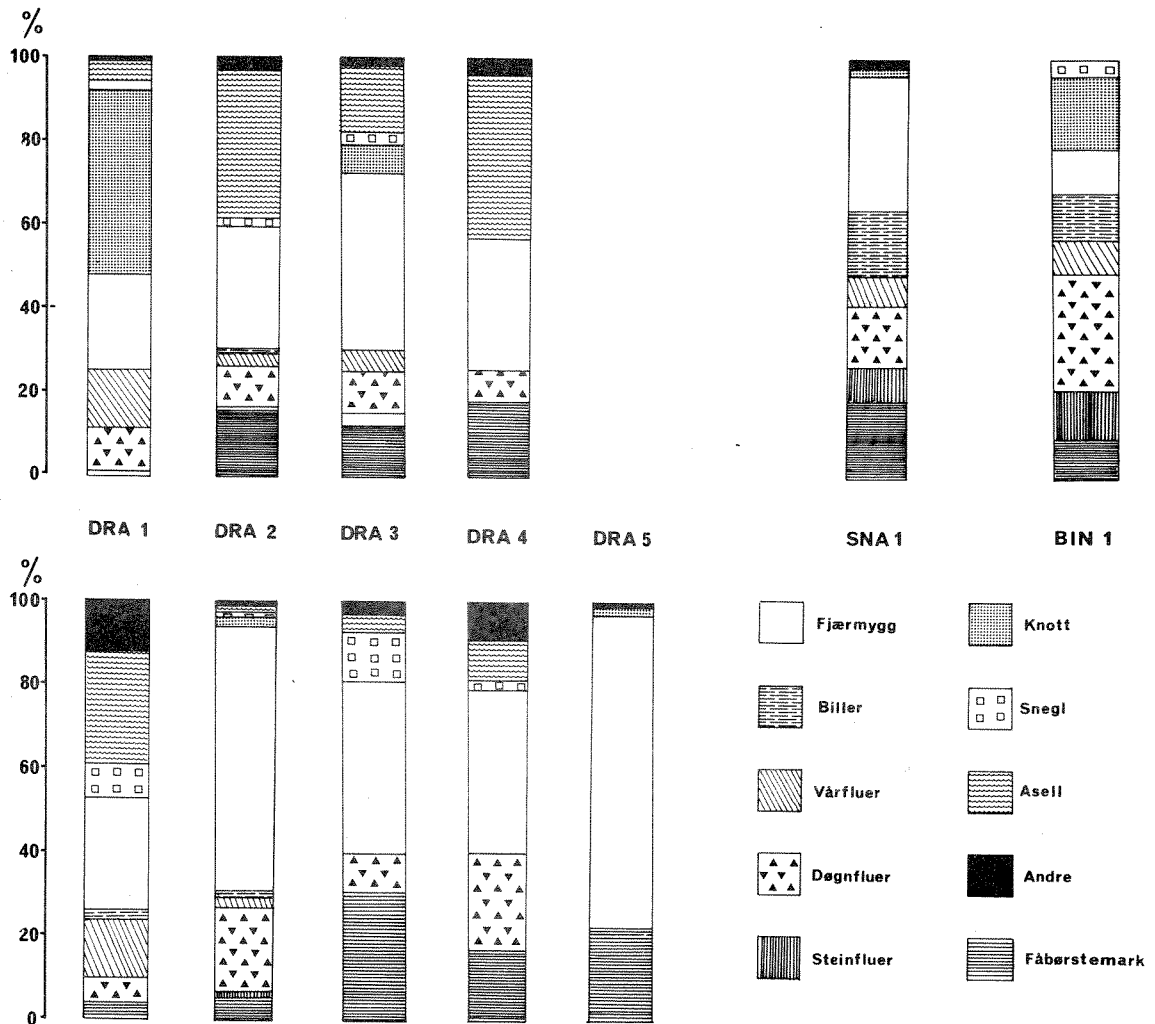 %
100
80
60
40
20
0
DRA 1 DRA 2 DRA 3 DRA 4 DRA 5 SNA 1 BIN 1
%
100
80
60
40
20
0
Fjærmygg Knott
Biller Snegl
Vårfluer Asell
Døgnfluer Andre
Steinfluer Fåbørstemark